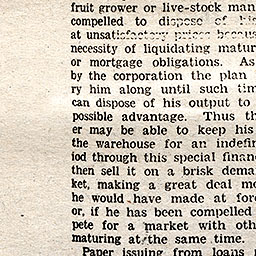 fruit grower or live-stock man
compelled to dispose of his
at unsatisfactory prices because
necessity of liquidating matur
or mortgage obligations. As
by the corporation the plan
ry him along until such tim
can dispose of his output to
possible advantage. Thus th
er may be able to keep his
the warehouse for an indefin
iod through this special financ
then sell it on a brisk dema
ket, making a great deal mo
he would have made at forc
or, if he has been compelled
pete for a market with oth
maturing at the same time.
Paper issuing from loans